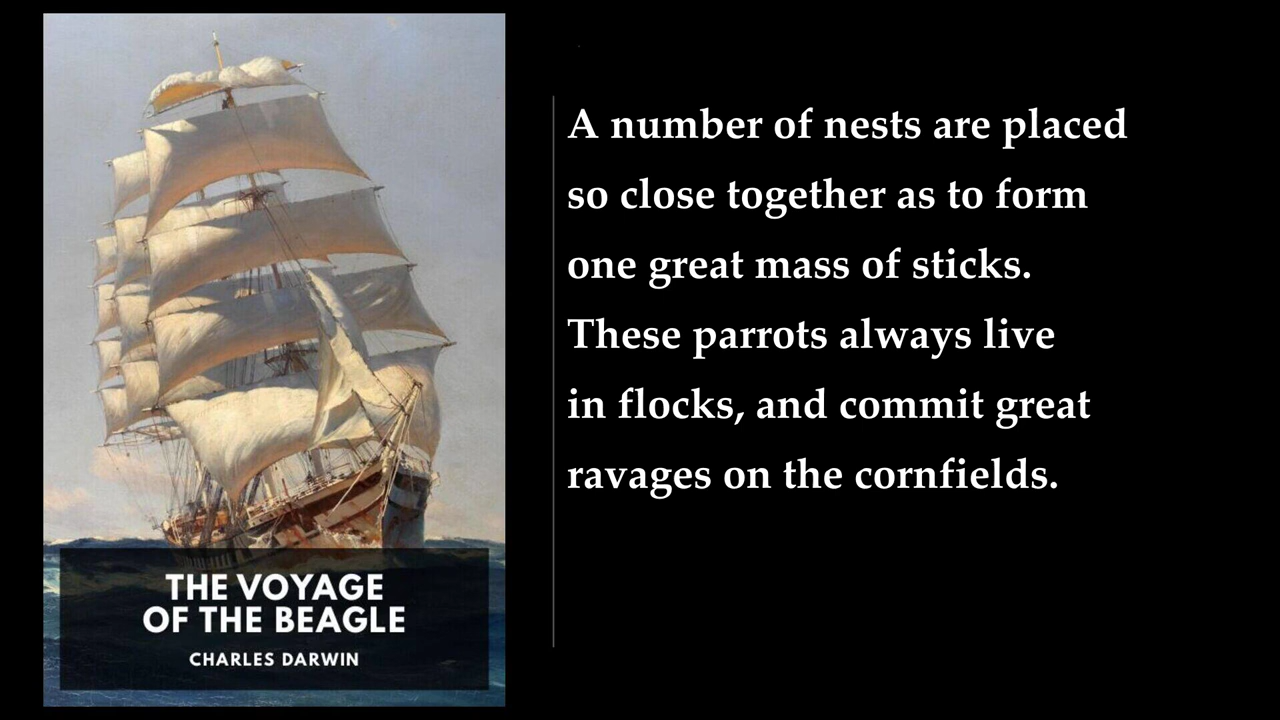 A number of nests are placed
so close together as to form
one great mass of sticks.
These parrots always live
in flocks, and commit great
ravages on the cornfields.
THE VOYAGE
OF THE BEAGLE
CHARLES DARWIN